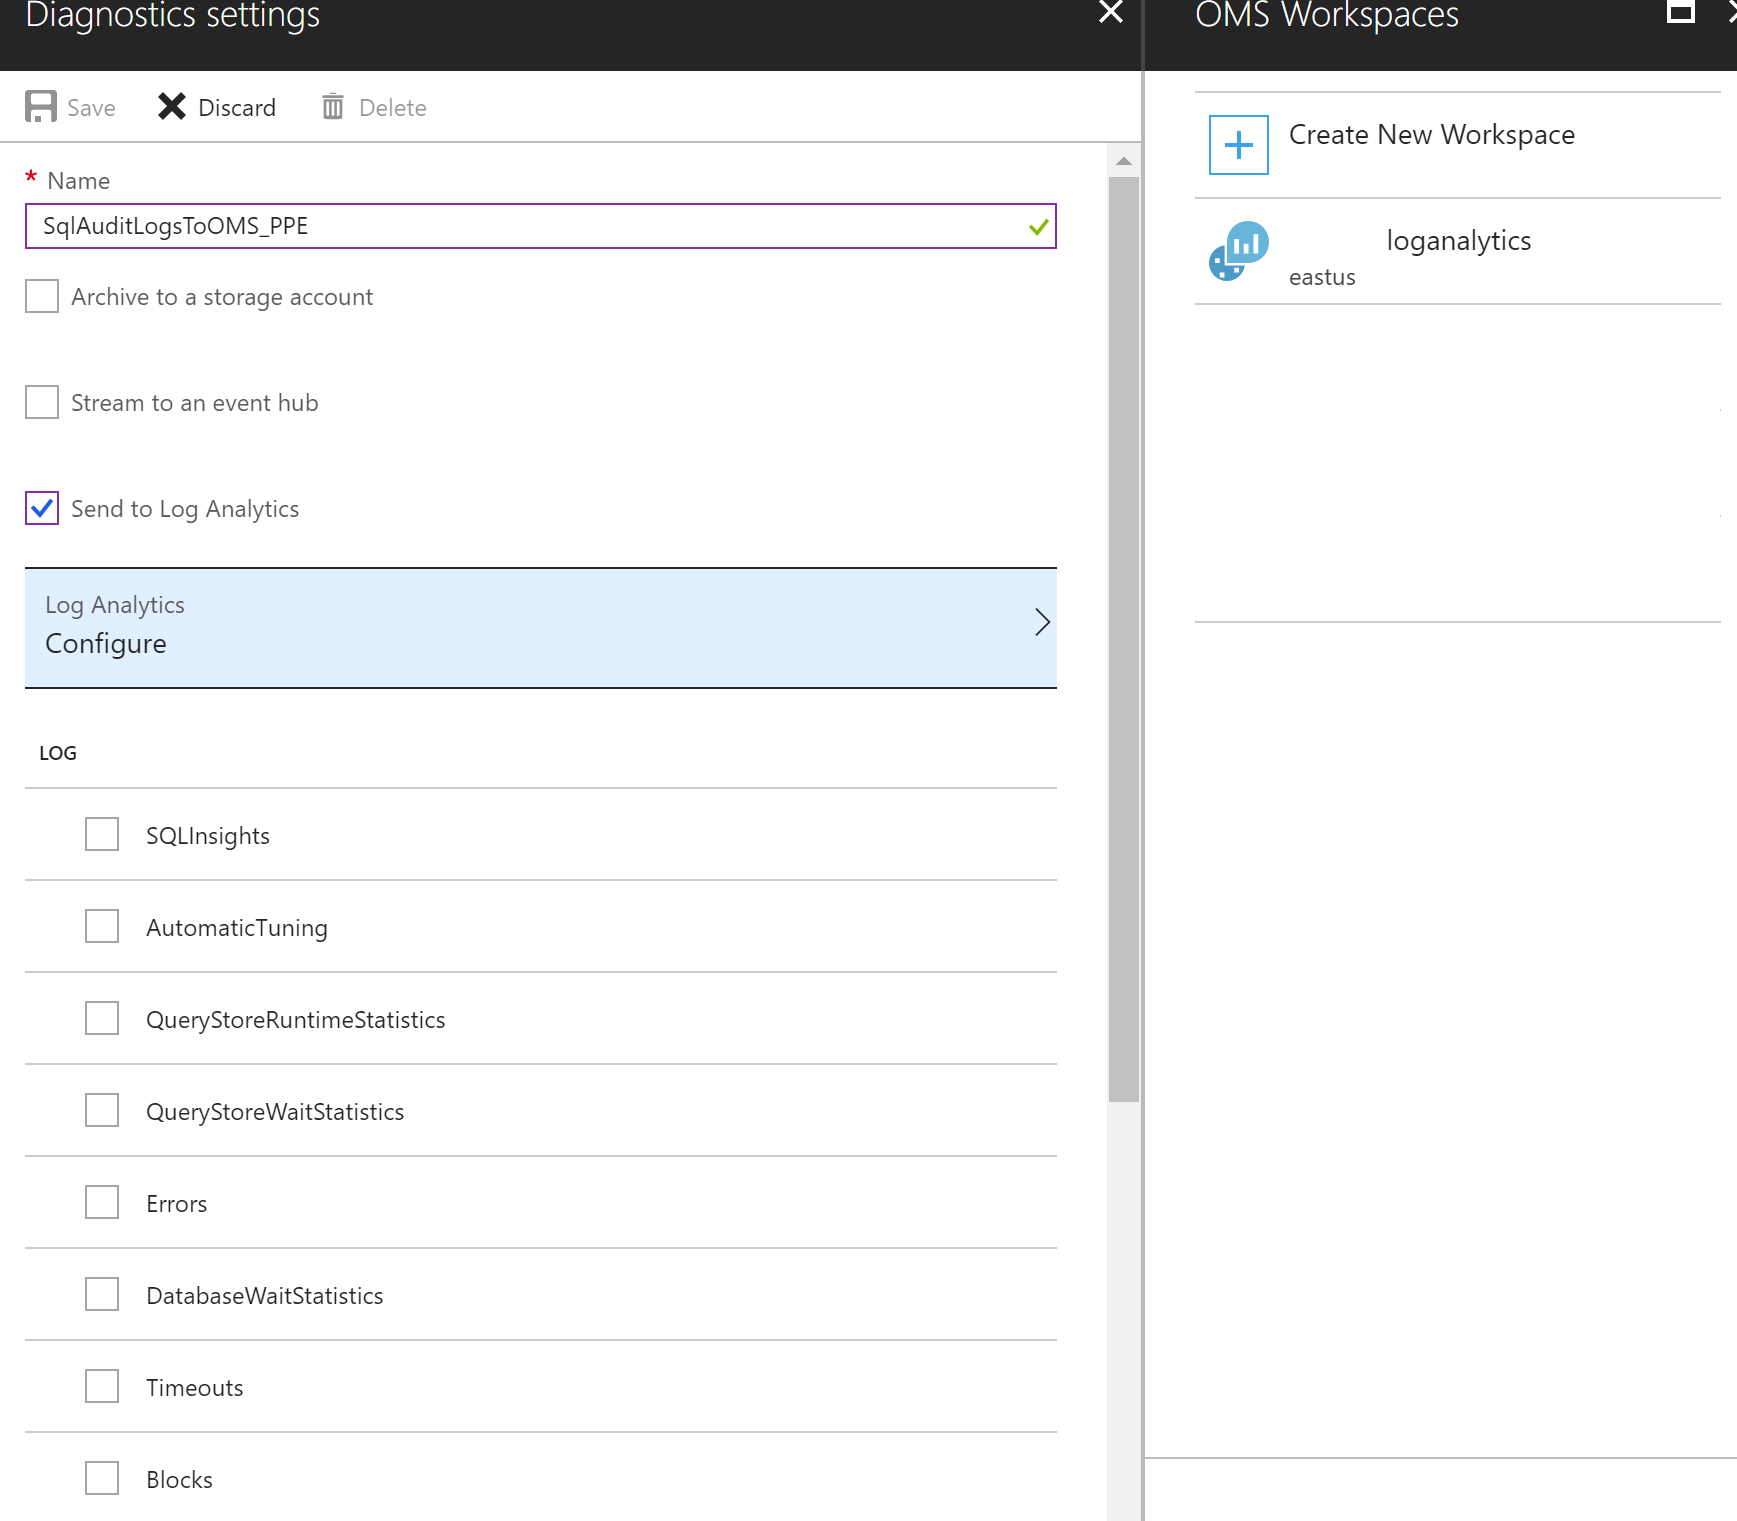 Diagnostics settings
Save Discard Delete
* Name
SqlAuditLogsToOMS_PPE
Archive to a storage account
Stream to an event hub
Send to Log Analytics
Log Analytics
Configure
LOG
SQLInsights
AutomaticTuning
QueryStoreRuntimeStatistics
QueryStoreWaitStatistics
Errors
DatabaseWaitStatistics
Timeouts
Blocks
OMS Workspaces
Create New Workspace
loganalytics
eastus